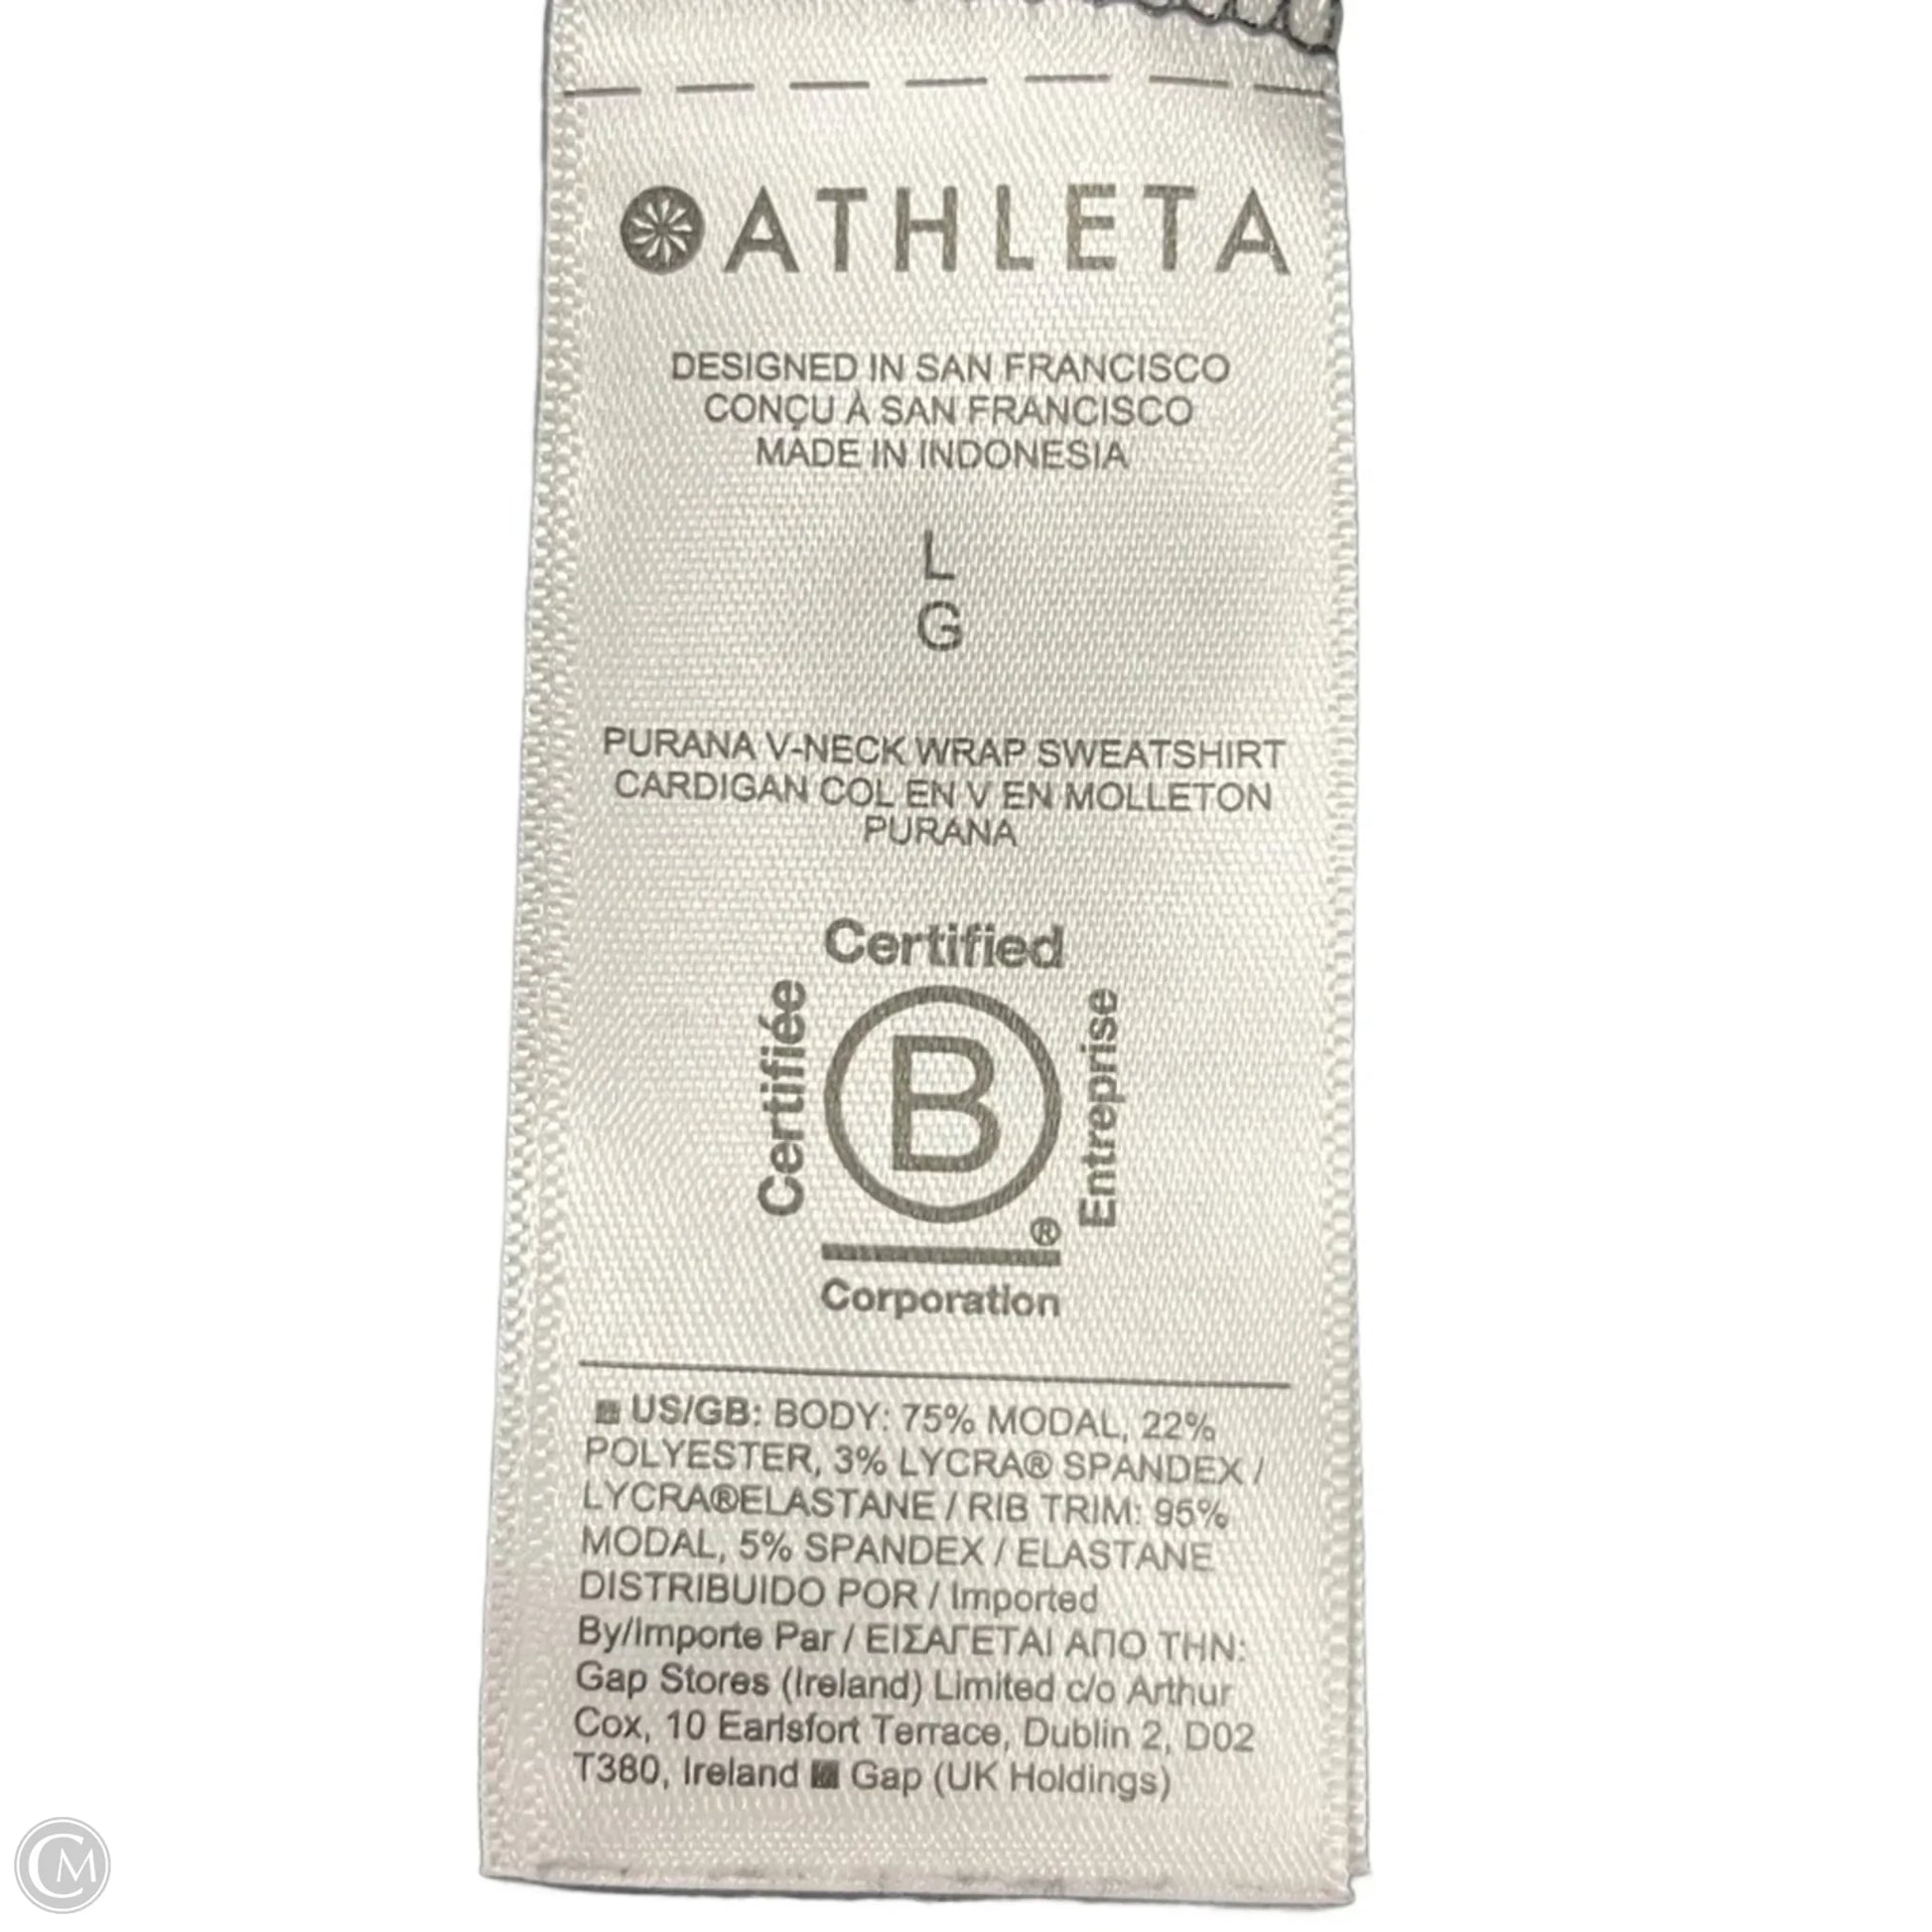 ATHLETA
DESIGNED IN SAN FRANCISCO
CONÇU À SAN FRANCISCO
MADE IN INDONESIA
L
G
PURANA V-NECK WRAP SWEATSHIRT
CARDIGAN COL EN V EN MOLLETON
PURANA
Certified
Certifiée
B
Entreprise
®
Corporation
US/GB: BODY: 75% MODAL, 22%
POLYESTER, 3% LYCRA® SPANDEX /
LYCRA®ELASTANE / RIB TRIM: 95%
MODAL, 5% SPANDEX / ELASTANE
DISTRIBUIDO POR / Imported
By/Importe Par / ΕΙΣΑΓΕΤΑΙ ΑΠΟ ΤΗΝ:
Gap Stores (Ireland) Limited c/o Arthur
Cox, 10 Earlsfort Terrace, Dublin 2, D02
T380, Ireland Gap (UK Holdings)
CM